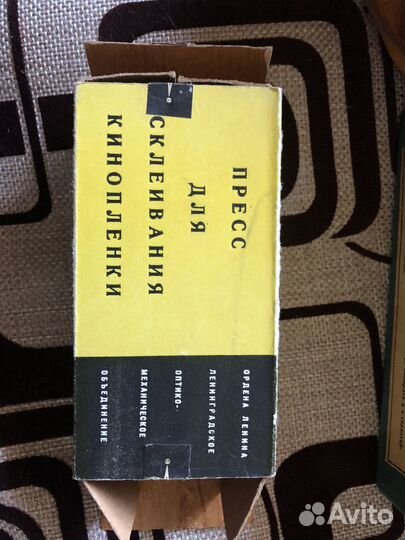 ПРЕСС
ДЛЯ
СКЛЕИВАНИЯ
КИНОПЛЕНКИ
ОРДЕНА ЛЕНИНА
ЛЕНИНГРАДСКОЕ
ОПТИКО-
МЕХАНИЧЕСКОЕ
ОБЪЕДИНЕНИЕ
Avito